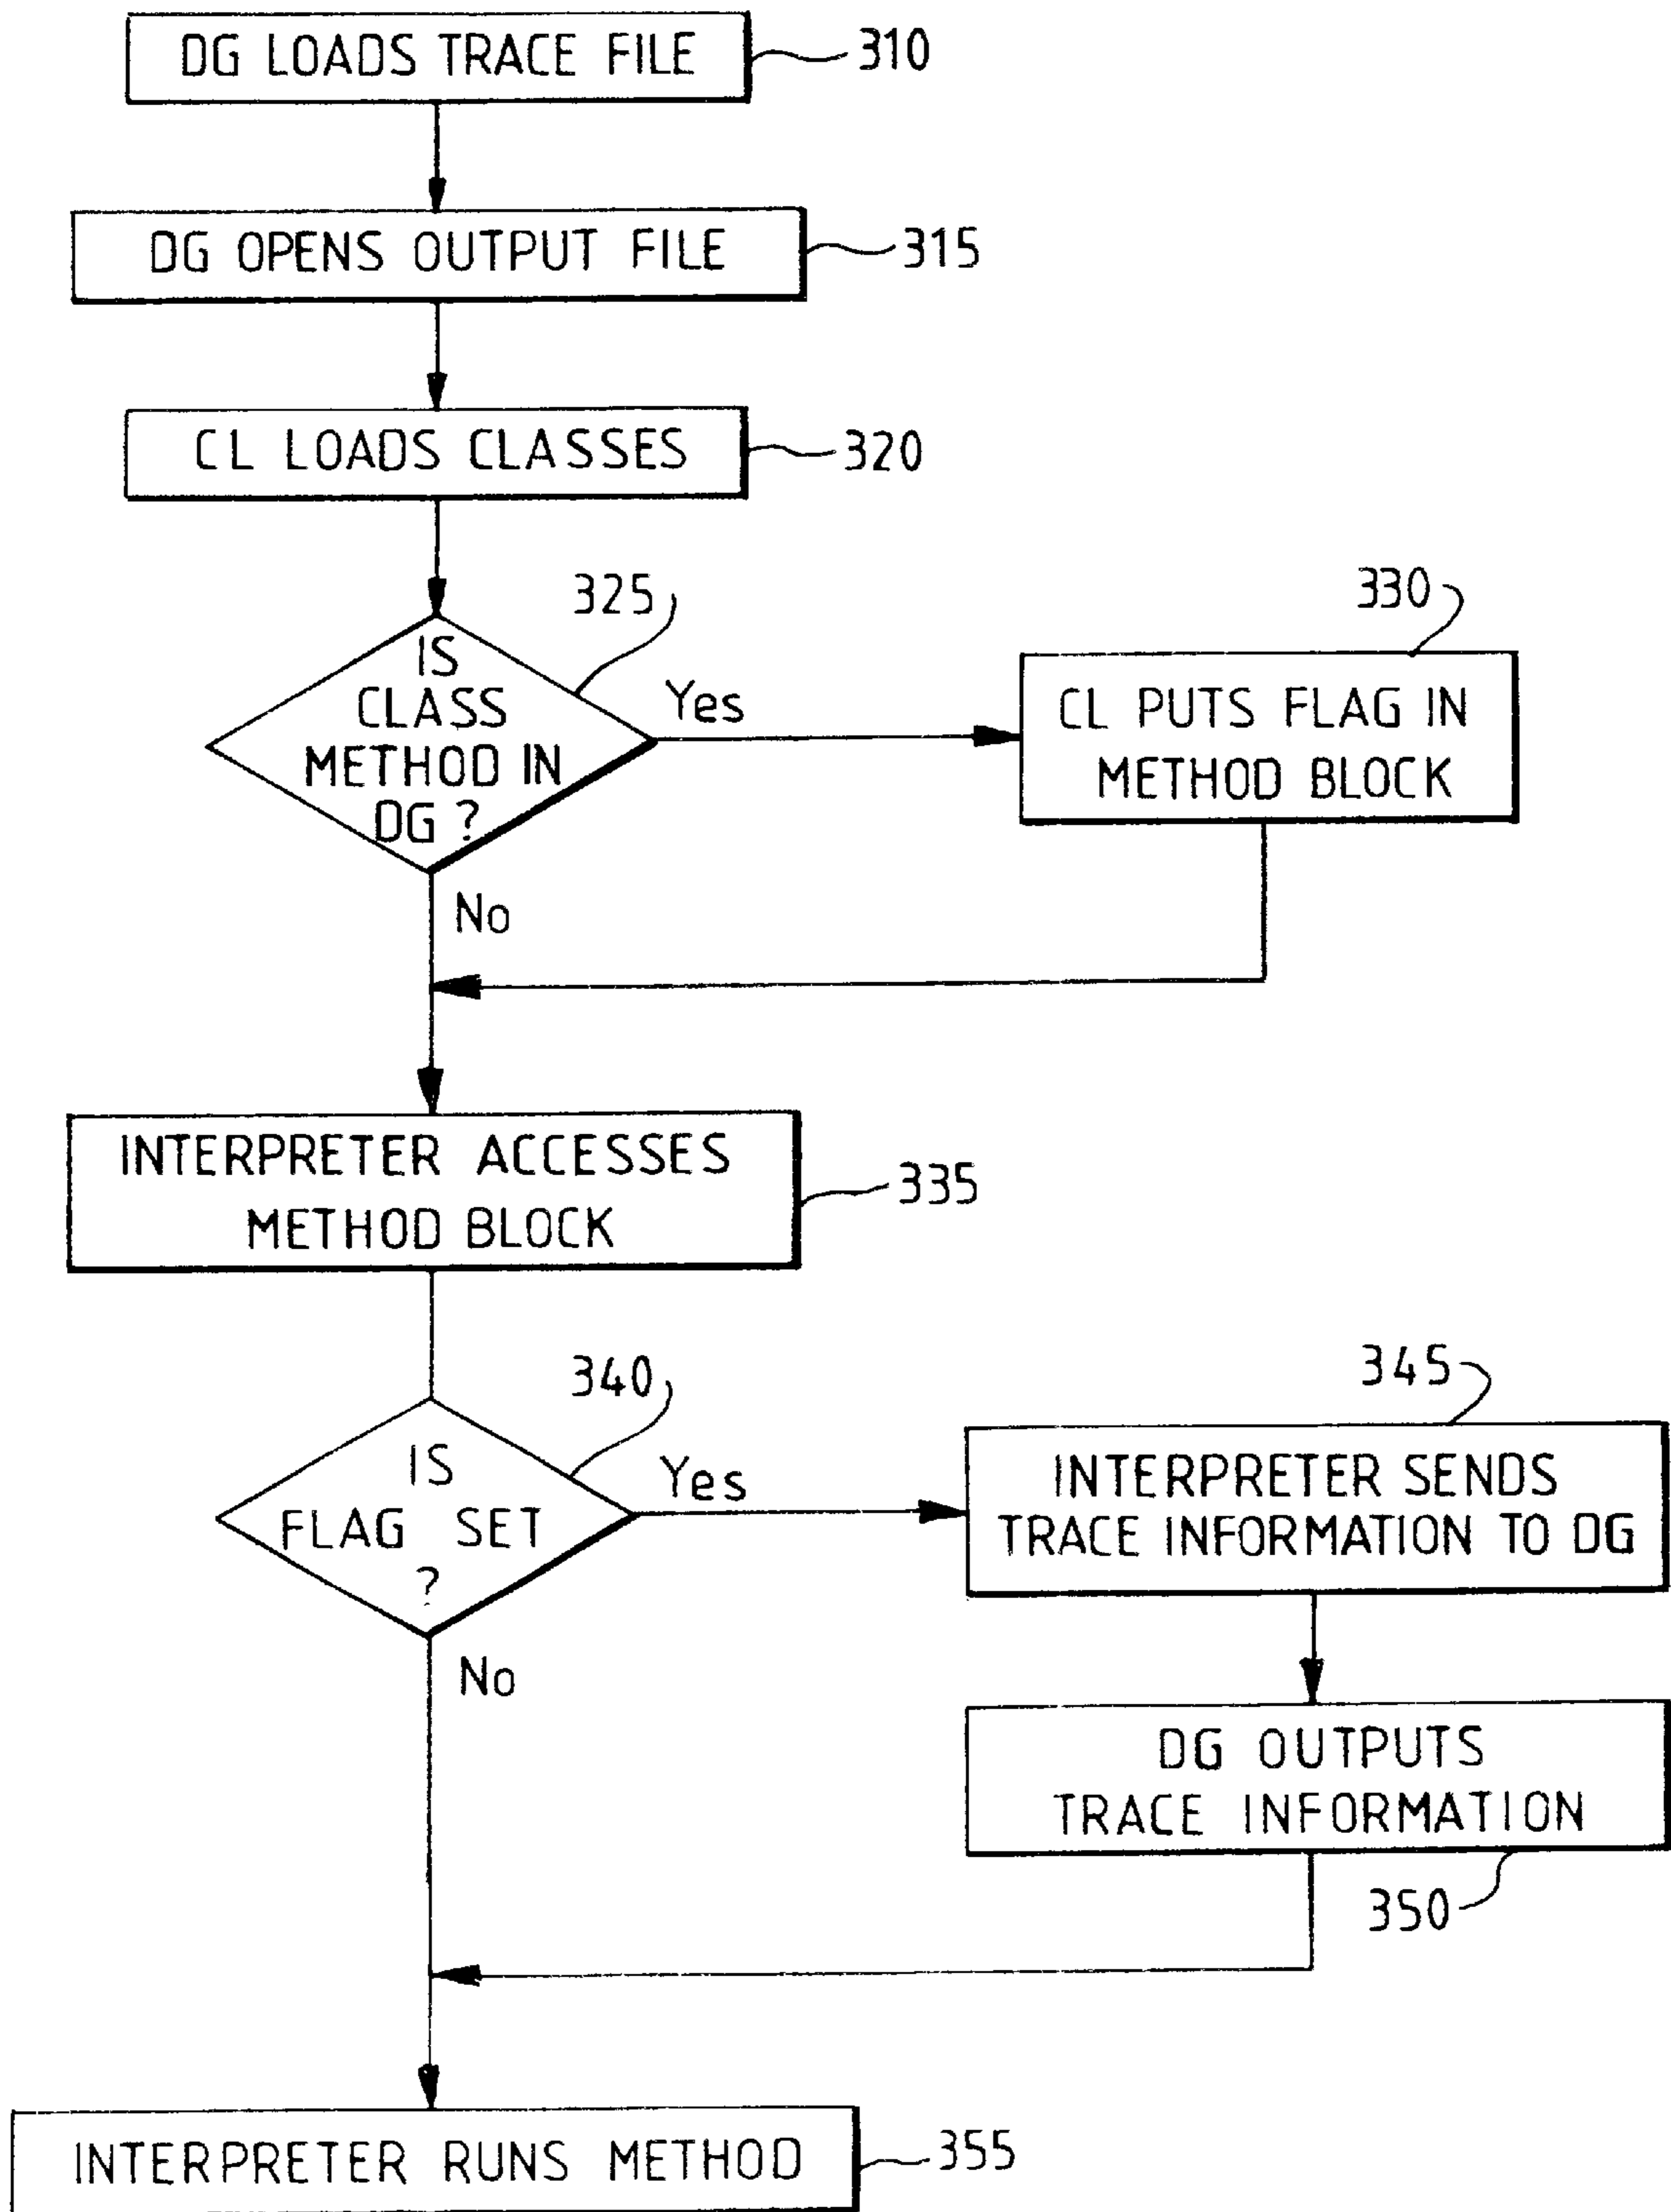 DG LOADS TRACE FILE
310
DG OPENS OUTPUT FILE
315
CL LOADS CLASSES
320
325
IS
CLASS
METHOD IN
DG ?
Yes
No
330
CL PUTS FLAG IN
METHOD BLOCK
INTERPRETER ACCESSES
METHOD BLOCK
335
340
IS
FLAG SET
?
Yes
No
345
INTERPRETER SENDS
TRACE INFORMATION TO DG
DG OUTPUTS
TRACE INFORMATION
350
INTERPRETER RUNS METHOD
355